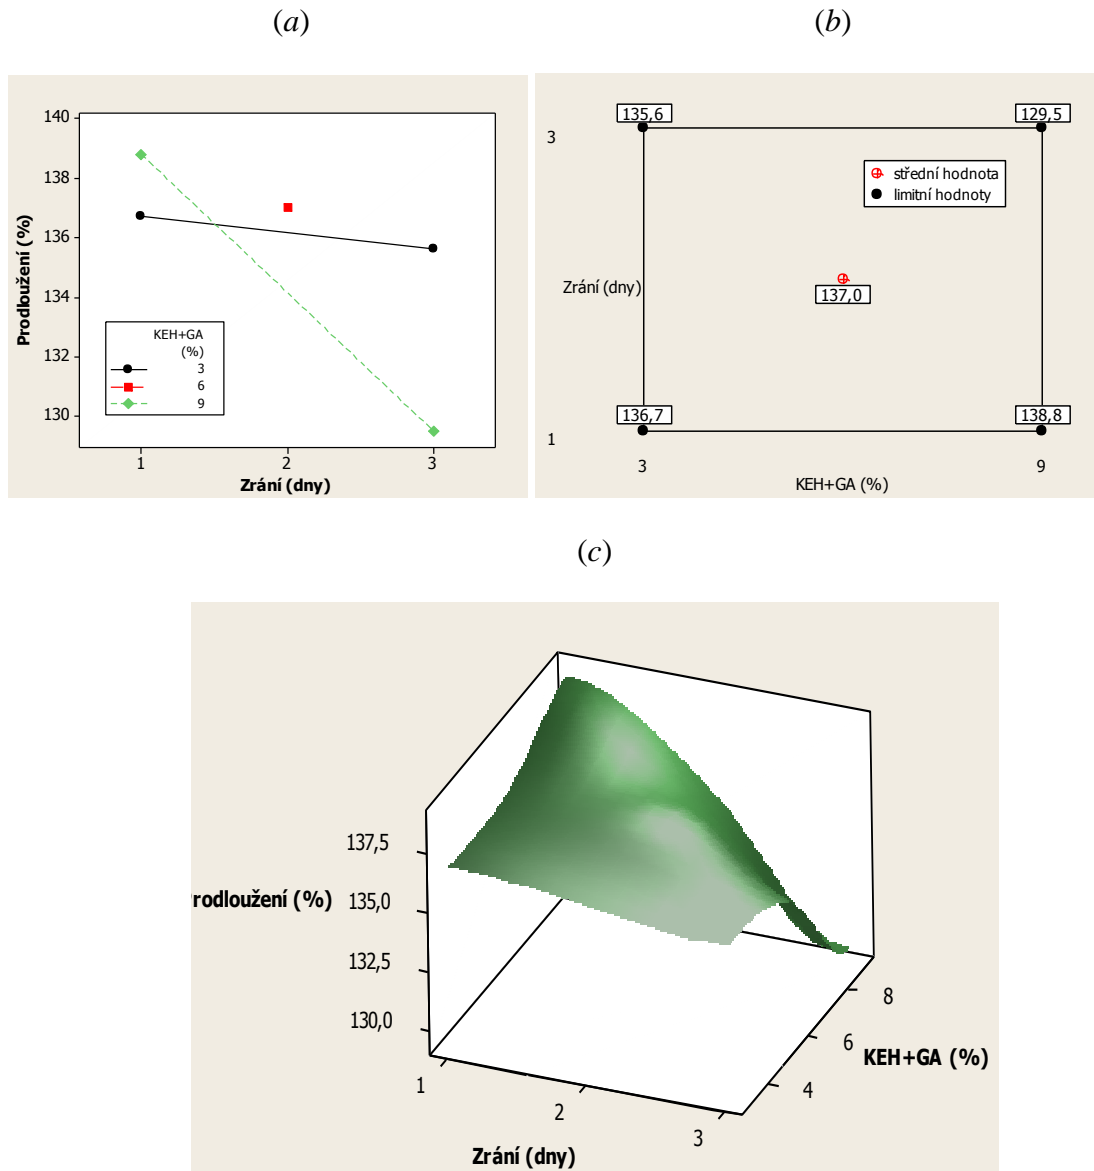 (a)
140
138
136
134
132
130
Prodloužení (%)
KEH+GA
(%)
3
6
9
1 2 3
Zrání (dny)
(b)
135,6 129,5
3
střední hodnota
limitní hodnoty
Zrání (dny)
137,0
136,7 138,8
1
3 9
KEH+GA (%)
(c)
137,5
rodloužení (%)
135,0
132,5
130,0
8
6
KEH+GA (%)
4
1
2
3
Zrání (dny)